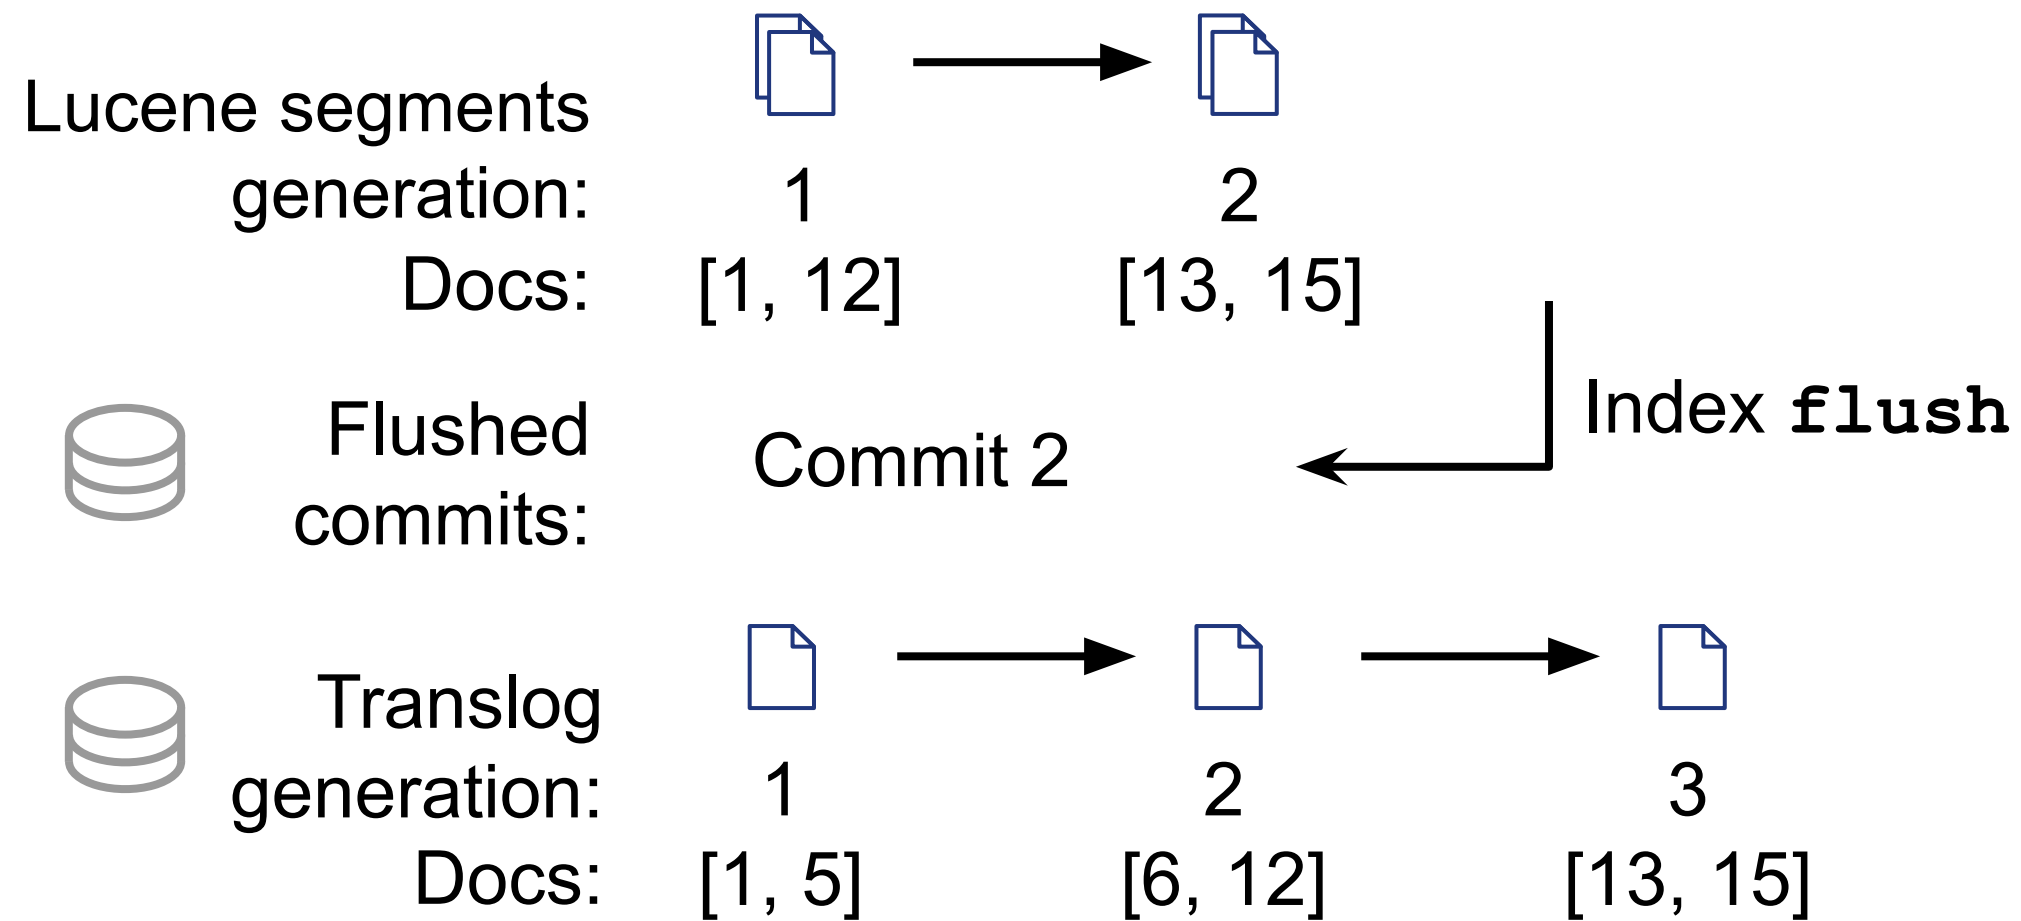 Lucene segments
generation: 1 2
Docs: [1, 12] [13, 15]
Index flush
Flushed
commits:
Commit 2
Translog
generation: 1 2 3
Docs: [1, 5] [6, 12] [13, 15]